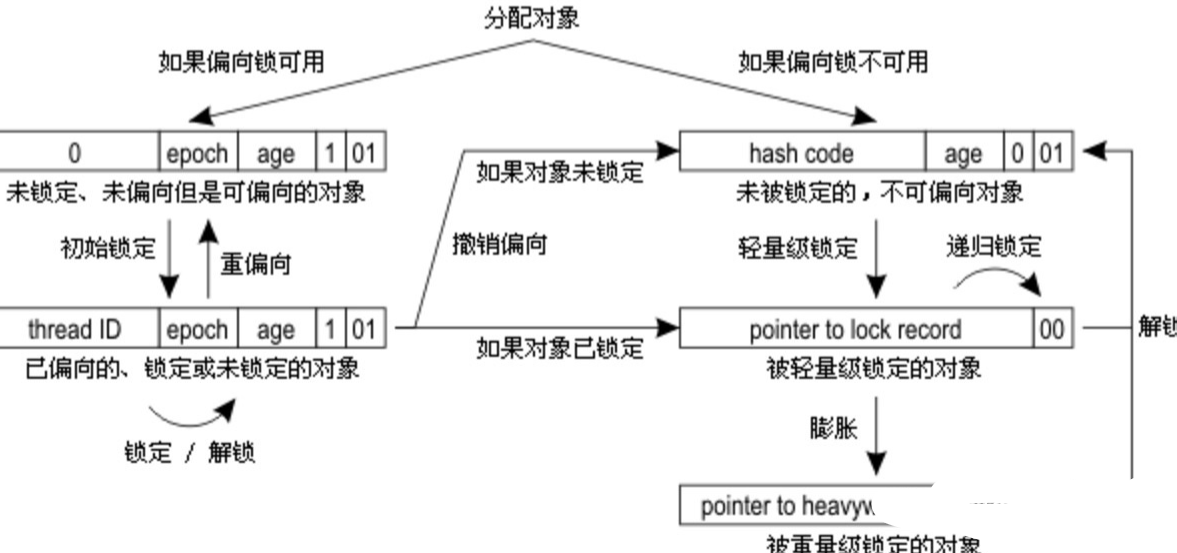 分配对象
如果偏向锁可用
如果偏向锁不可用
0 epoch age 1 01
hash code age 0 01
未锁定、未偏向但是可偏向的对象
如果对象未锁定
未被锁定的，不可偏向对象
初始锁定
重偏向
撤销偏向
轻量级锁定
递归锁定
thread ID epoch age 1 01
pointer to lock record 00
解锁
已偏向的、锁定或未锁定的对象
如果对象已锁定
被轻量级锁定的对象
锁定 / 解锁
膨胀
pointer to
被重量级锁定的对象